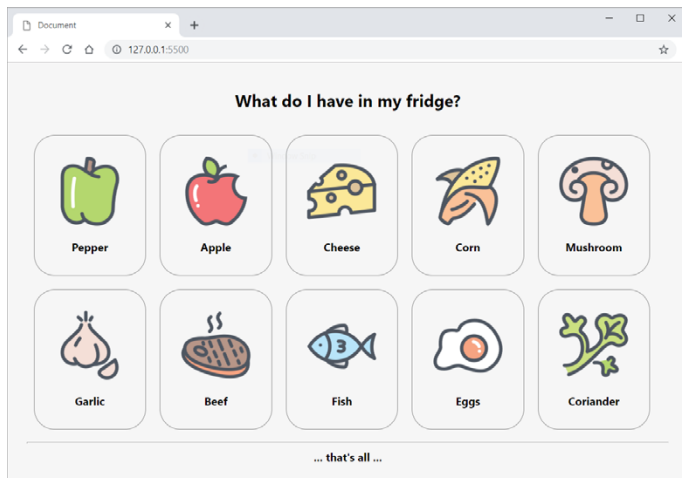 Document
127.0.0.1:5500
What do I have in my fridge?
Pepper Apple Cheese Corn Mushroom
Garlic Beef Fish Eggs Coriander
... that's all ...